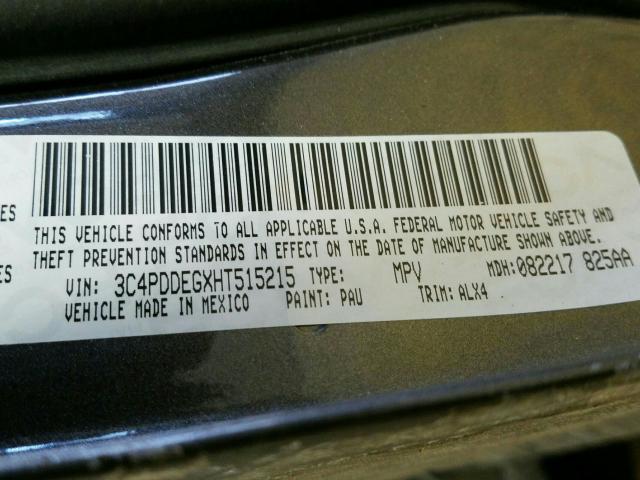 THIS VEHICLE CONFORMS TO ALL APPLICABLE U.S.A. FEDERAL MOTOR VEHICLE SAFETY AND
THEFT PREVENTION STANDARDS IN EFFECT ON THE DATE OF MANUFACTURE SHOWN ABOVE.
ES
ES
VIN: 3C4PDDEGXHT515215 TYPE: MPV MDH:082217 825AA
VEHICLE MADE IN MEXICO PAINT: PAU TRIM:ALX4